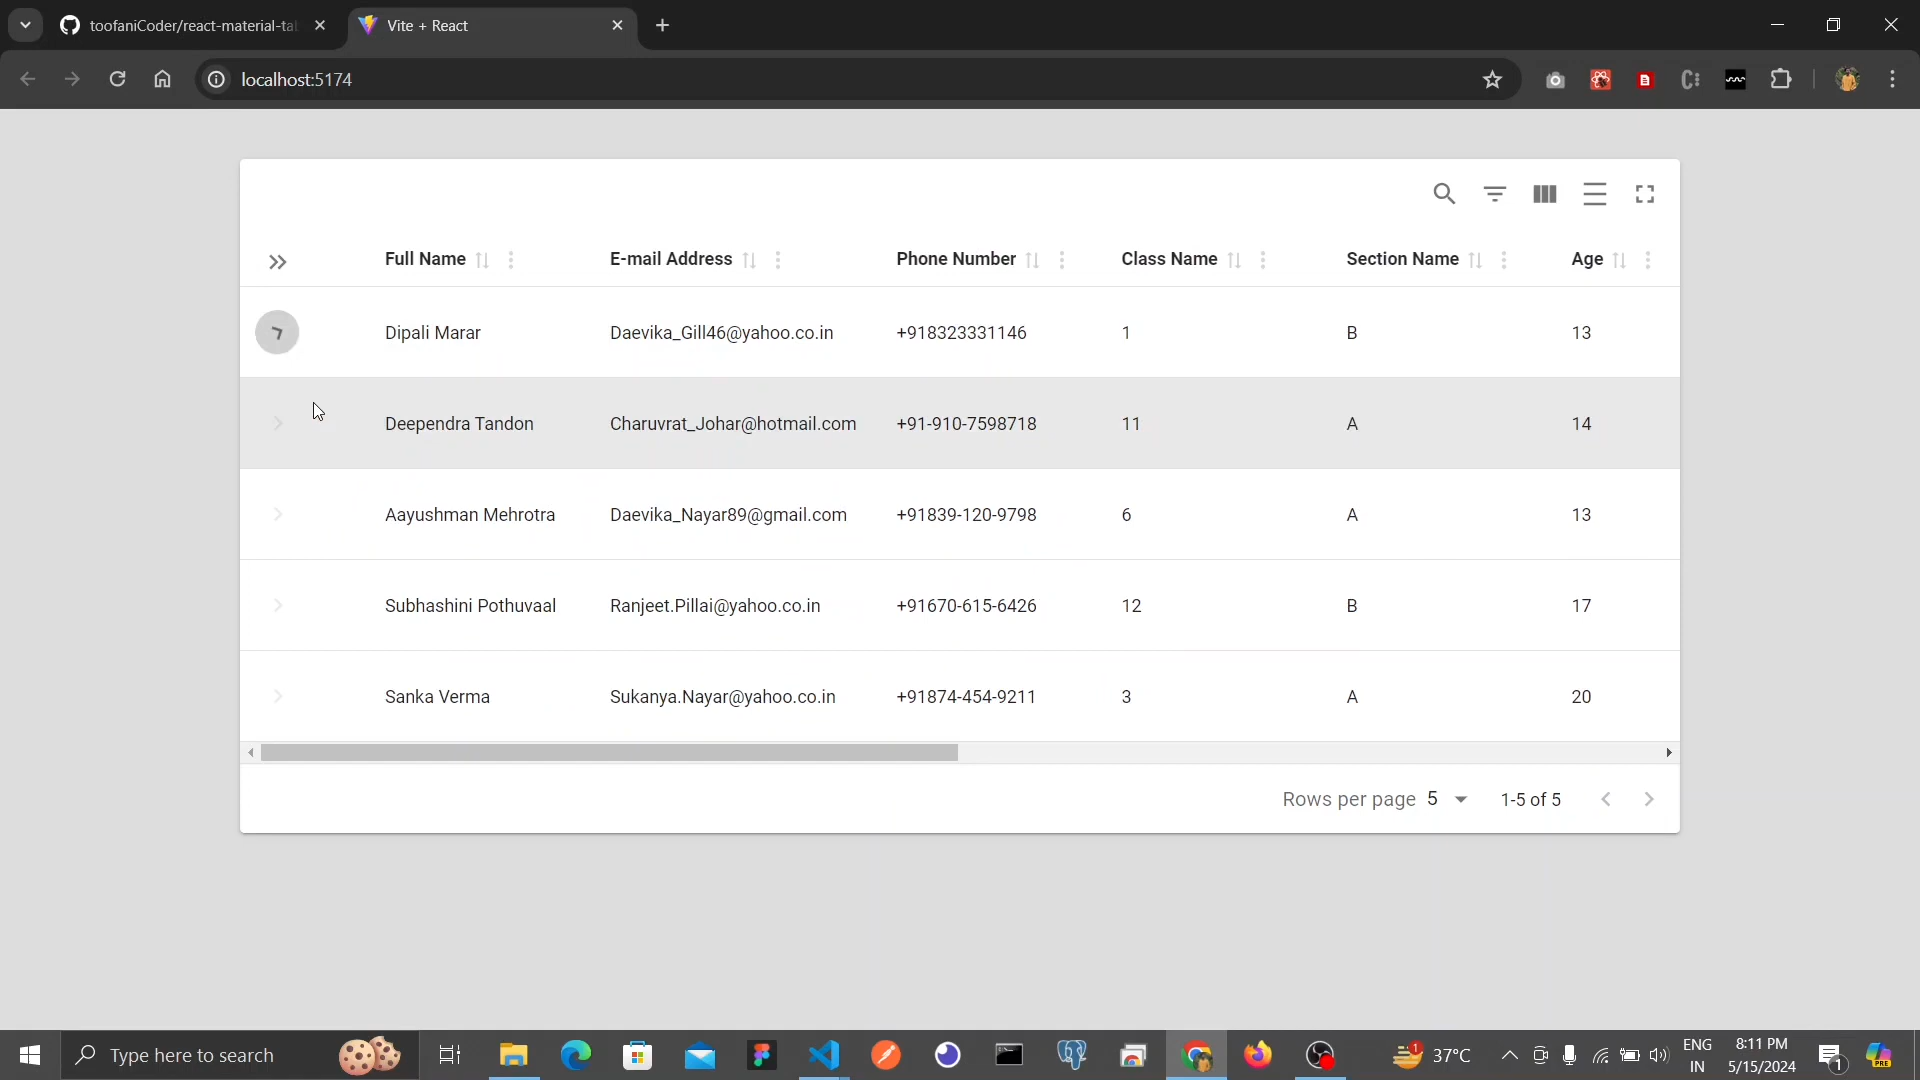 toofaniCoder/react-material-ta
Vite + React
localhost:5174
Full Name
E-mail Address
Phone Number
Class Name
Section Name
Age
Dipali Marar
Daevika_Gill46@yahoo.co.in
+918323331146
1
B
13
Deependra Tandon
Charuvrat_Johar@hotmail.com
+91-910-7598718
11
A
14
Aayushman Mehrotra
Daevika_Nayar89@gmail.com
+91839-120-9798
6
A
13
Subhashini Pothuvaal
Ranjeet.Pillai@yahoo.co.in
+91670-615-6426
12
B
17
Sanka Verma
Sukanya.Nayar@yahoo.co.in
+91874-454-9211
3
A
20
Rows per page 5
1-5 of 5
Type here to search
1
37°C
ENG
IN
8:11 PM
5/15/2024
1
PRE